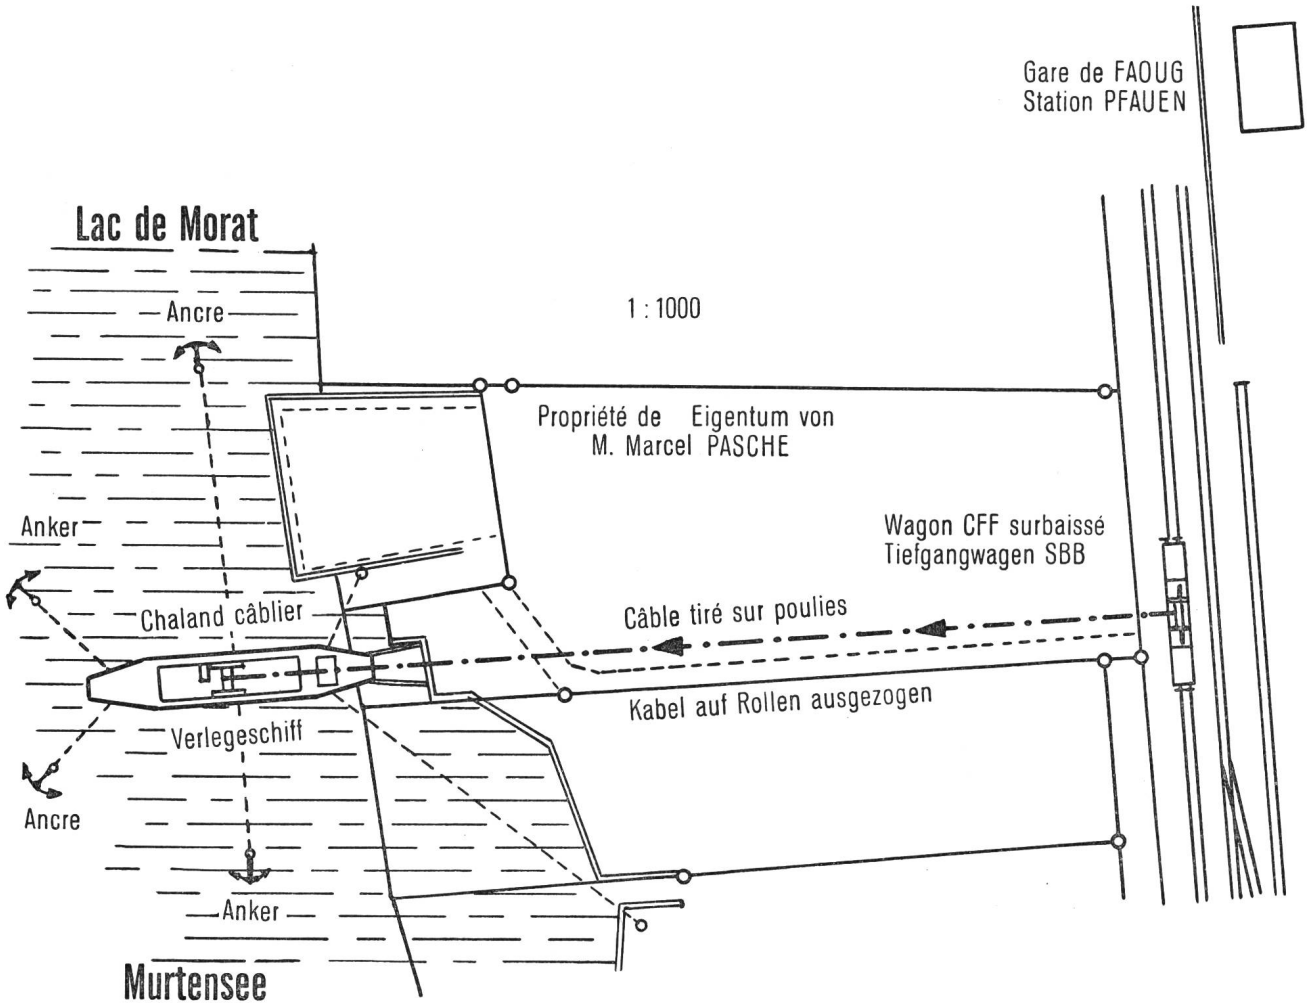 Gare de FAOUG
Station PFAUEN
Lac de Morat
1 : 1000
Ancre
Propriété de Eigentum von
M. Marcel PASCHE
Anker
Wagon CFF surbaissé
Tiefgangwagen SBB
Chaland câblier
Câble tiré sur poulies
Kabel auf Rollen ausgezogen
Verlegeschiff
Ancre
Anker
Murtensee